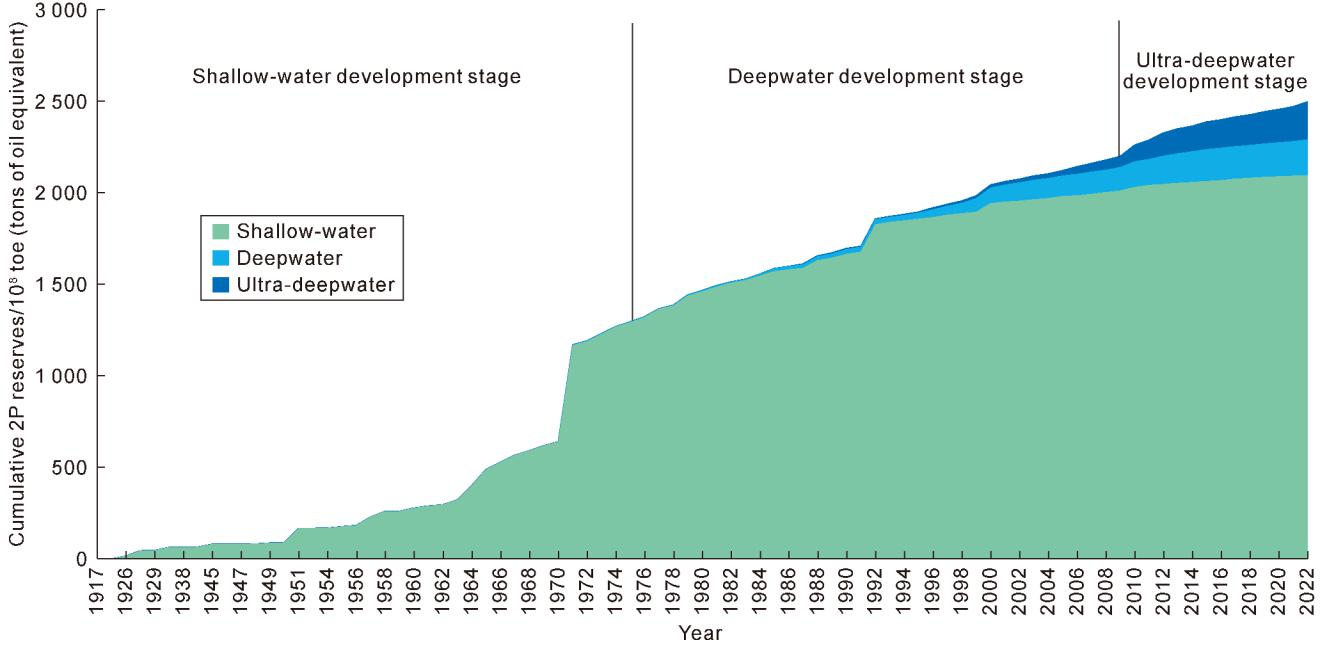 Cumulative 2P reserves/10⁸ toe (tons of oil equivalent)
3 000
2 500
2 000
1 500
1 000
500
0
Shallow-water development stage
Deepwater development stage
Ultra-deepwater
development stage
Shallow-water
Deepwater
Ultra-deepwater
1917 1926 1929 1938 1945 1947 1949 1951 1954 1956 1958 1960 1962 1964 1966 1968 1970 1972 1974 1976 1978 1980 1982 1984 1986 1988 1990 1992 1994 1996 1998 2000 2002 2004 2006 2008 2010 2012 2014 2016 2018 2020 2022
Year